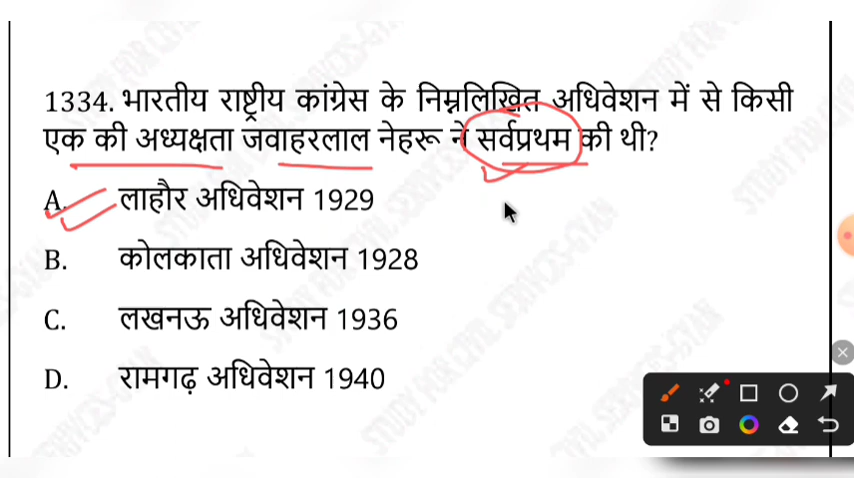 1334. भारतीय राष्ट्रीय कांग्रेस के निम्नलिखित अधिवेशन में से किसी
एक की अध्यक्षता जवाहरलाल नेहरू ने सर्वप्रथम की थी?
A. लाहौर अधिवेशन 1929
B. कोलकाता अधिवेशन 1928
C. लखनऊ अधिवेशन 1936
D. रामगढ़ अधिवेशन 1940